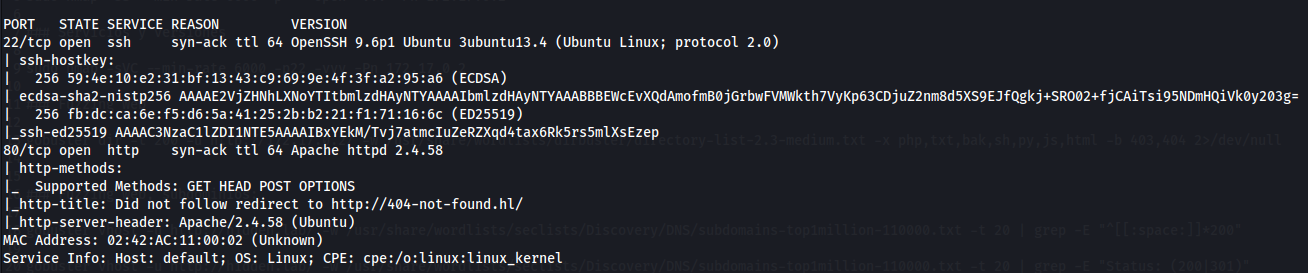 PORT   STATE SERVICE REASON         VERSION
22/tcp open  ssh     syn-ack ttl 64 OpenSSH 9.6p1 Ubuntu 3ubuntu13.4 (Ubuntu Linux; protocol 2.0)
| ssh-hostkey:
|   256 59:4e:10:e2:31:bf:13:43:c9:69:9e:4f:3f:a2:95:a6 (ECDSA)
| ecdsa-sha2-nistp256 AAAAE2VjZHNhLXNoYTItbmlzdHAyNTYAAAAIbmlzdHAyNTYAAABBBEWcEvXQdAmofmB0jGrbwFVMWkth7VyKp63CDjuZ2nm8d5XS9EJfQgkj+SRO02+fjCAiTsi95NDmHQiVk0y203g=
|   256 fb:dc:ca:6e:f5:d6:5a:41:25:2b:b2:21:f1:71:16:6c (ED25519)
|_ssh-ed25519 AAAAC3NzaC1lZDI1NTE5AAAAIBxYEkM/Tvj7atmcIuZeRZXqd4tax6Rk5rs5mlXsEzep
80/tcp open  http    syn-ack ttl 64 Apache httpd 2.4.58
| http-methods:
|_  Supported Methods: GET HEAD POST OPTIONS
|_http-title: Did not follow redirect to http://404-not-found.hl/
|_http-server-header: Apache/2.4.58 (Ubuntu)
MAC Address: 02:42:AC:11:00:02 (Unknown)
Service Info: Host: default; OS: Linux; CPE: cpe:/o:linux:linux_kernel